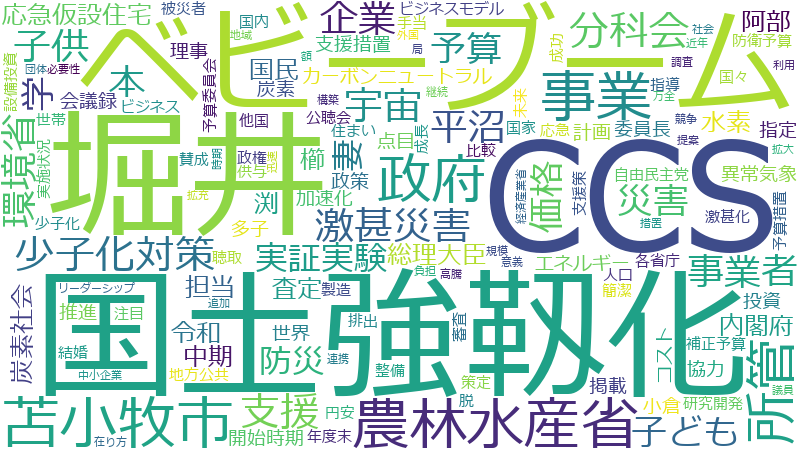 応急仮設住宅
被災者
国内
手当
ビジネスモデル
地域
外国
企業
分科会
阿部
社会
近年
防衛予算
子供
ベビーブーム
理事
額
支援措置
局
予算
成功
団体
必要性
調査
利用
設備投資
本
国民
カーボンニュートラル
事業
指導
国々
学
会議録
ビジネス
炭素
構築
継続
未来
万全
予算委員会
宇宙
平沼
国家
応急
計画
委員長
競争
水素
提案
指定
環境省
世帯
他国
公聴会
住まい
点目
成長
比較
拡大
堀井
賛成
時期
政権
櫛
妻
政府
CCS
価格
経済産業省
支援策
自由民主党
異常気象
実施状況
供与
政策
災害
措置
激甚化
予算措置
少子化
拡充
渕
加速化
多子
激甚災害
少子化対策
聴取
実証実験
総理大臣
規模
意義
エネルギー
各省庁
人口
簡潔
事業者
炭素社会
リーダーシップ
担当
追加
査定
製造
負担
高騰
投資
推進
注目
国土強靱化
令和
世界
排出
審査
内閣府
所管
結婚
中期
防災
連携
整備
策定
脱
コスト
補正予算
協力
中小企業
地方公共
掲載
議員
苫小牧市
支援
円安
農林水産省
小倉
研究開発
在り方
開始時期
年度末
子ども